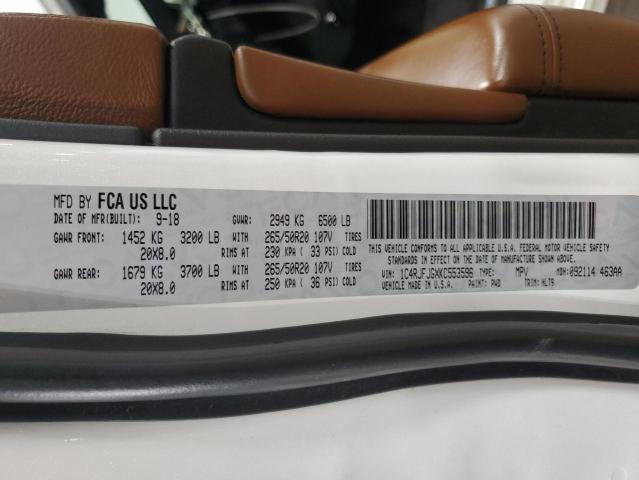 MFD BY FCA US LLC
DATE OF MFR(BUILT): 9-18 GVWR: 2949 KG 6500 LB
GAWR FRONT: 1452 KG 3200 LB WITH 265/50R20 107V TIRES
20X8.0 RIMS AT 230 KPA ( 33 PSI) COLD
GAWR REAR: 1679 KG 3700 LB WITH 265/50R20 107V TIRES
20X8.0 RIMS AT 250 KPA ( 36 PSI) COLD
THIS VEHICLE CONFORMS TO ALL APPLICABLE U.S.A. FEDERAL MOTOR VEHICLE SAFETY
STANDARDS IN EFFECT ON THE DATE OF MANUFACTURE SHOWN ABOVE.
VIN: 1C4RJFJGXKC553596 TYPE: MPV MDH: 092114 463AA
VEHICLE MADE IN U.S.A. PAINT: PWD TRIM: HLT9